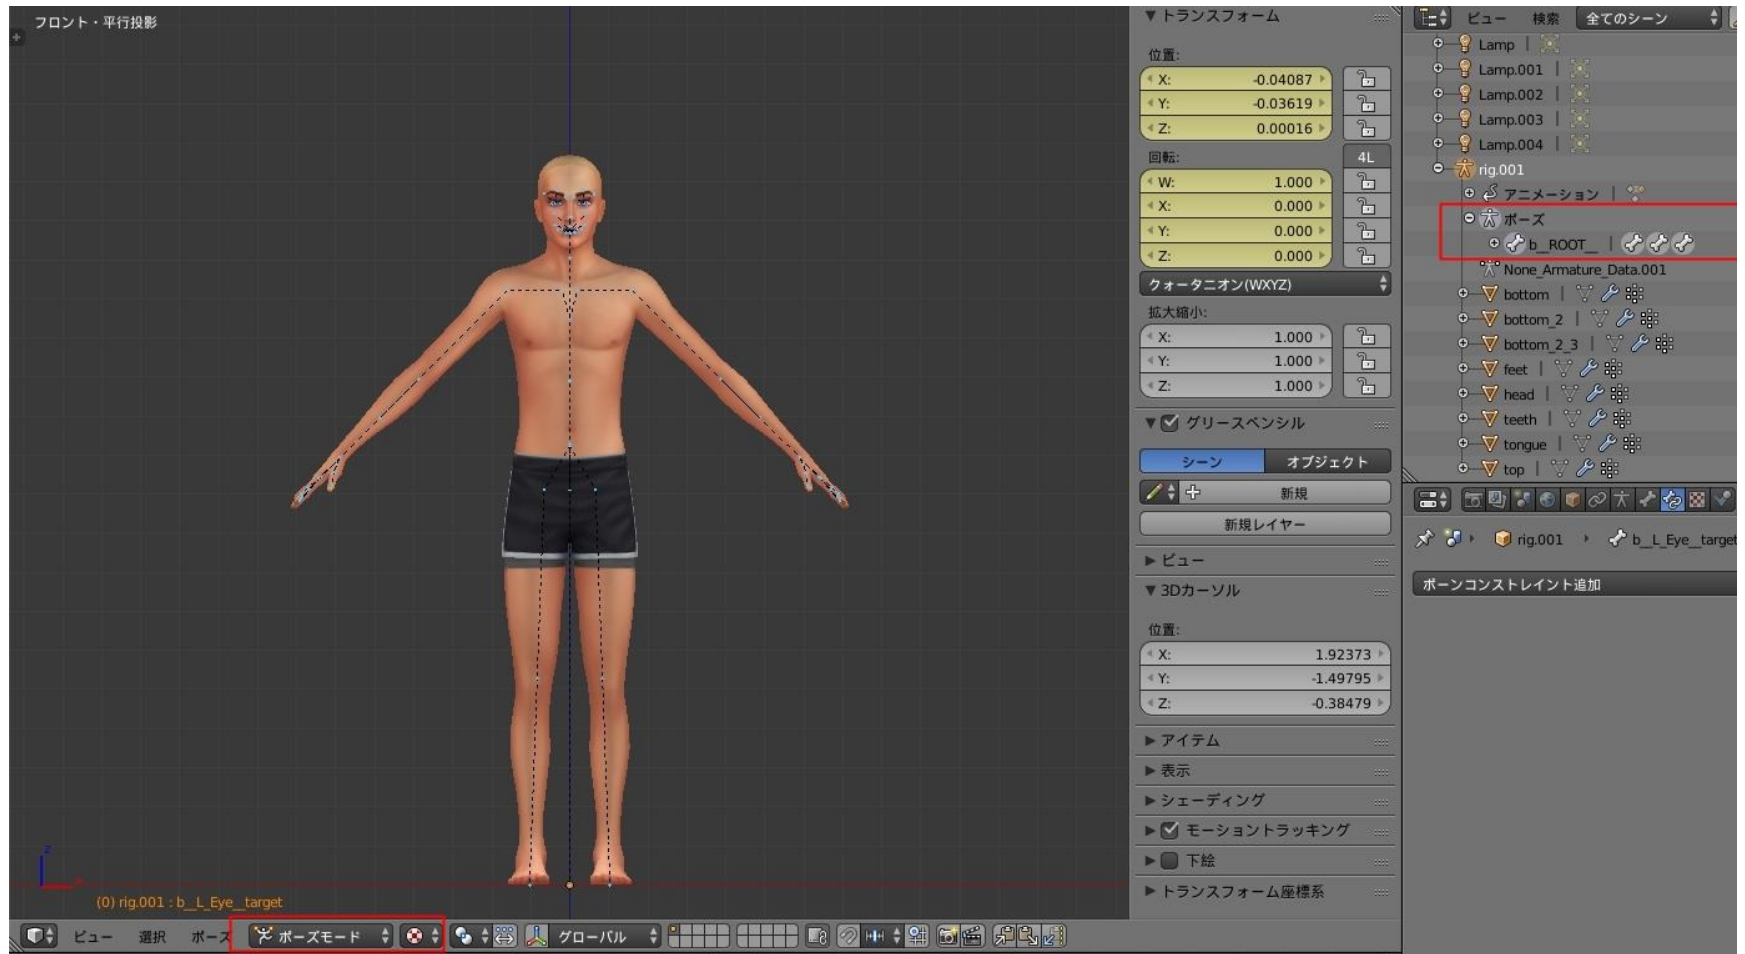 フロント・平行投影
(0) rig.001 : b__L_Eye__target
ビュー 選択 ポーズ ポーズモード グローバル
▼トランスフォーム
位置:
X: -0.04087
Y: -0.03619
Z: 0.00016
回転: 4L
W: 1.000
X: 0.000
Y: 0.000
Z: 0.000
クォータニオン(WXYZ)
拡大縮小:
X: 1.000
Y: 1.000
Z: 1.000
▼グリースペンシル
シーン オブジェクト
新規
新規レイヤー
▶ビュー
▼3Dカーソル
位置:
X: 1.92373
Y: -1.49795
Z: -0.38479
▶アイテム
▶表示
▶シェーディング
▶モーショントラッキング
▶下絵
▶トランスフォーム座標系
ビュー 検索 全てのシーン
Lamp
Lamp.001
Lamp.002
Lamp.003
Lamp.004
rig.001
アニメーション
ポーズ
b__ROOT__
None_Armature_Data.001
bottom
bottom_2
bottom_2_3
feet
head
teeth
tongue
top
rig.001 b__L_Eye__target
ボーンコンストレイント追加